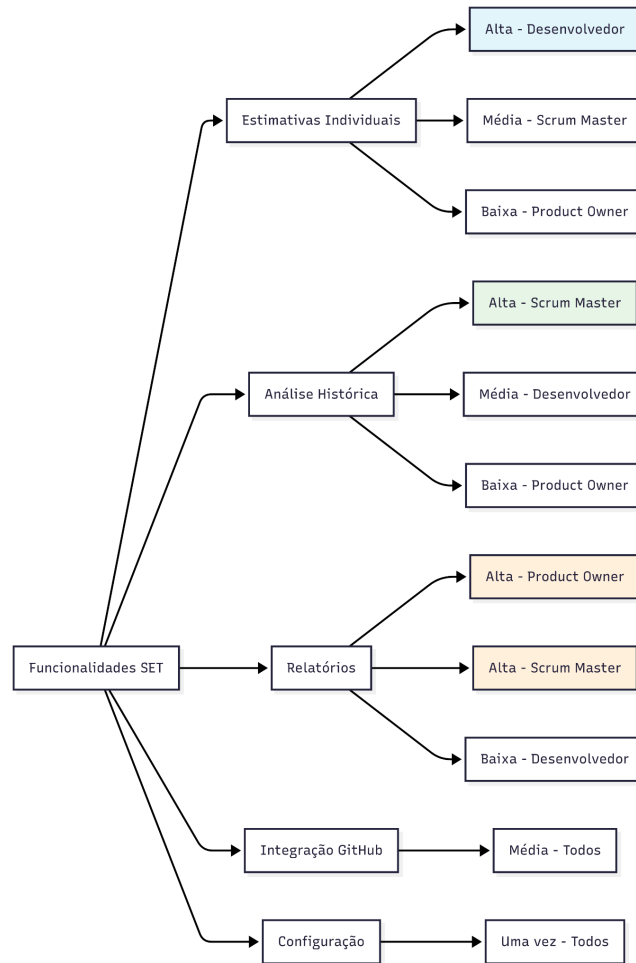 Alta - Desenvolvedor
Estimativas Individuais
Média - Scrum Master
Baixa - Product Owner
Alta - Scrum Master
Análise Histórica
Média - Desenvolvedor
Baixa - Product Owner
Alta - Product Owner
Funcionalidades SET
Relatórios
Alta - Scrum Master
Baixa - Desenvolvedor
Integração GitHub
Média - Todos
Configuração
Uma vez - Todos